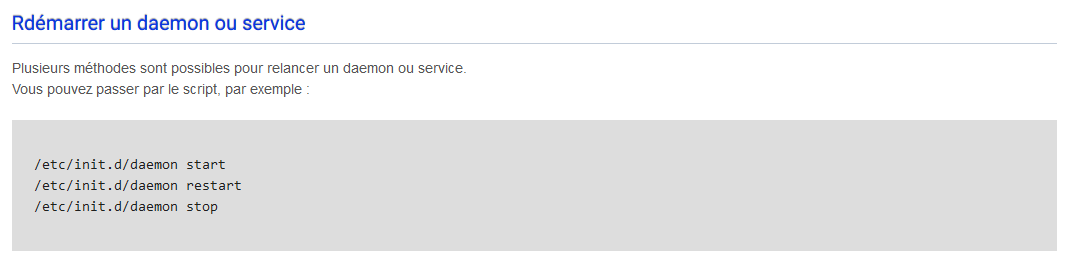 Rdémarrer un daemon ou service
Plusieurs méthodes sont possibles pour relancer un daemon ou service.
Vous pouvez passer par le script, par exemple :
/etc/init.d/daemon start
/etc/init.d/daemon restart
/etc/init.d/daemon stop